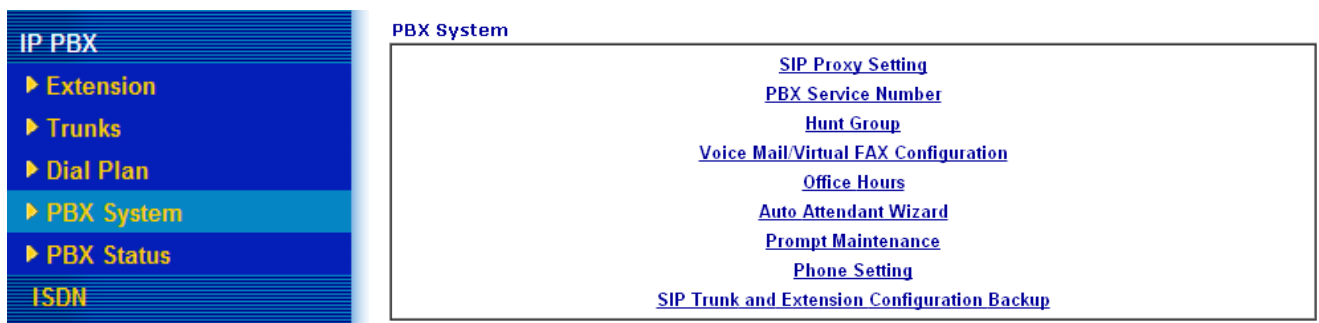 IP PBX
Extension
Trunks
Dial Plan
PBX System
PBX Status
ISDN
PBX System
SIP Proxy Setting
PBX Service Number
Hunt Group
Voice Mail/Virtual FAX Configuration
Office Hours
Auto Attendant Wizard
Prompt Maintenance
Phone Setting
SIP Trunk and Extension Configuration Backup